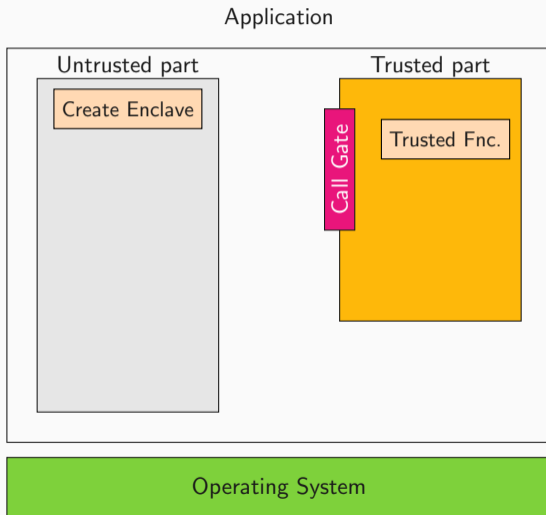 Application
Untrusted part
Trusted part
Create Enclave
Call Gate
Trusted Fnc.
Operating System